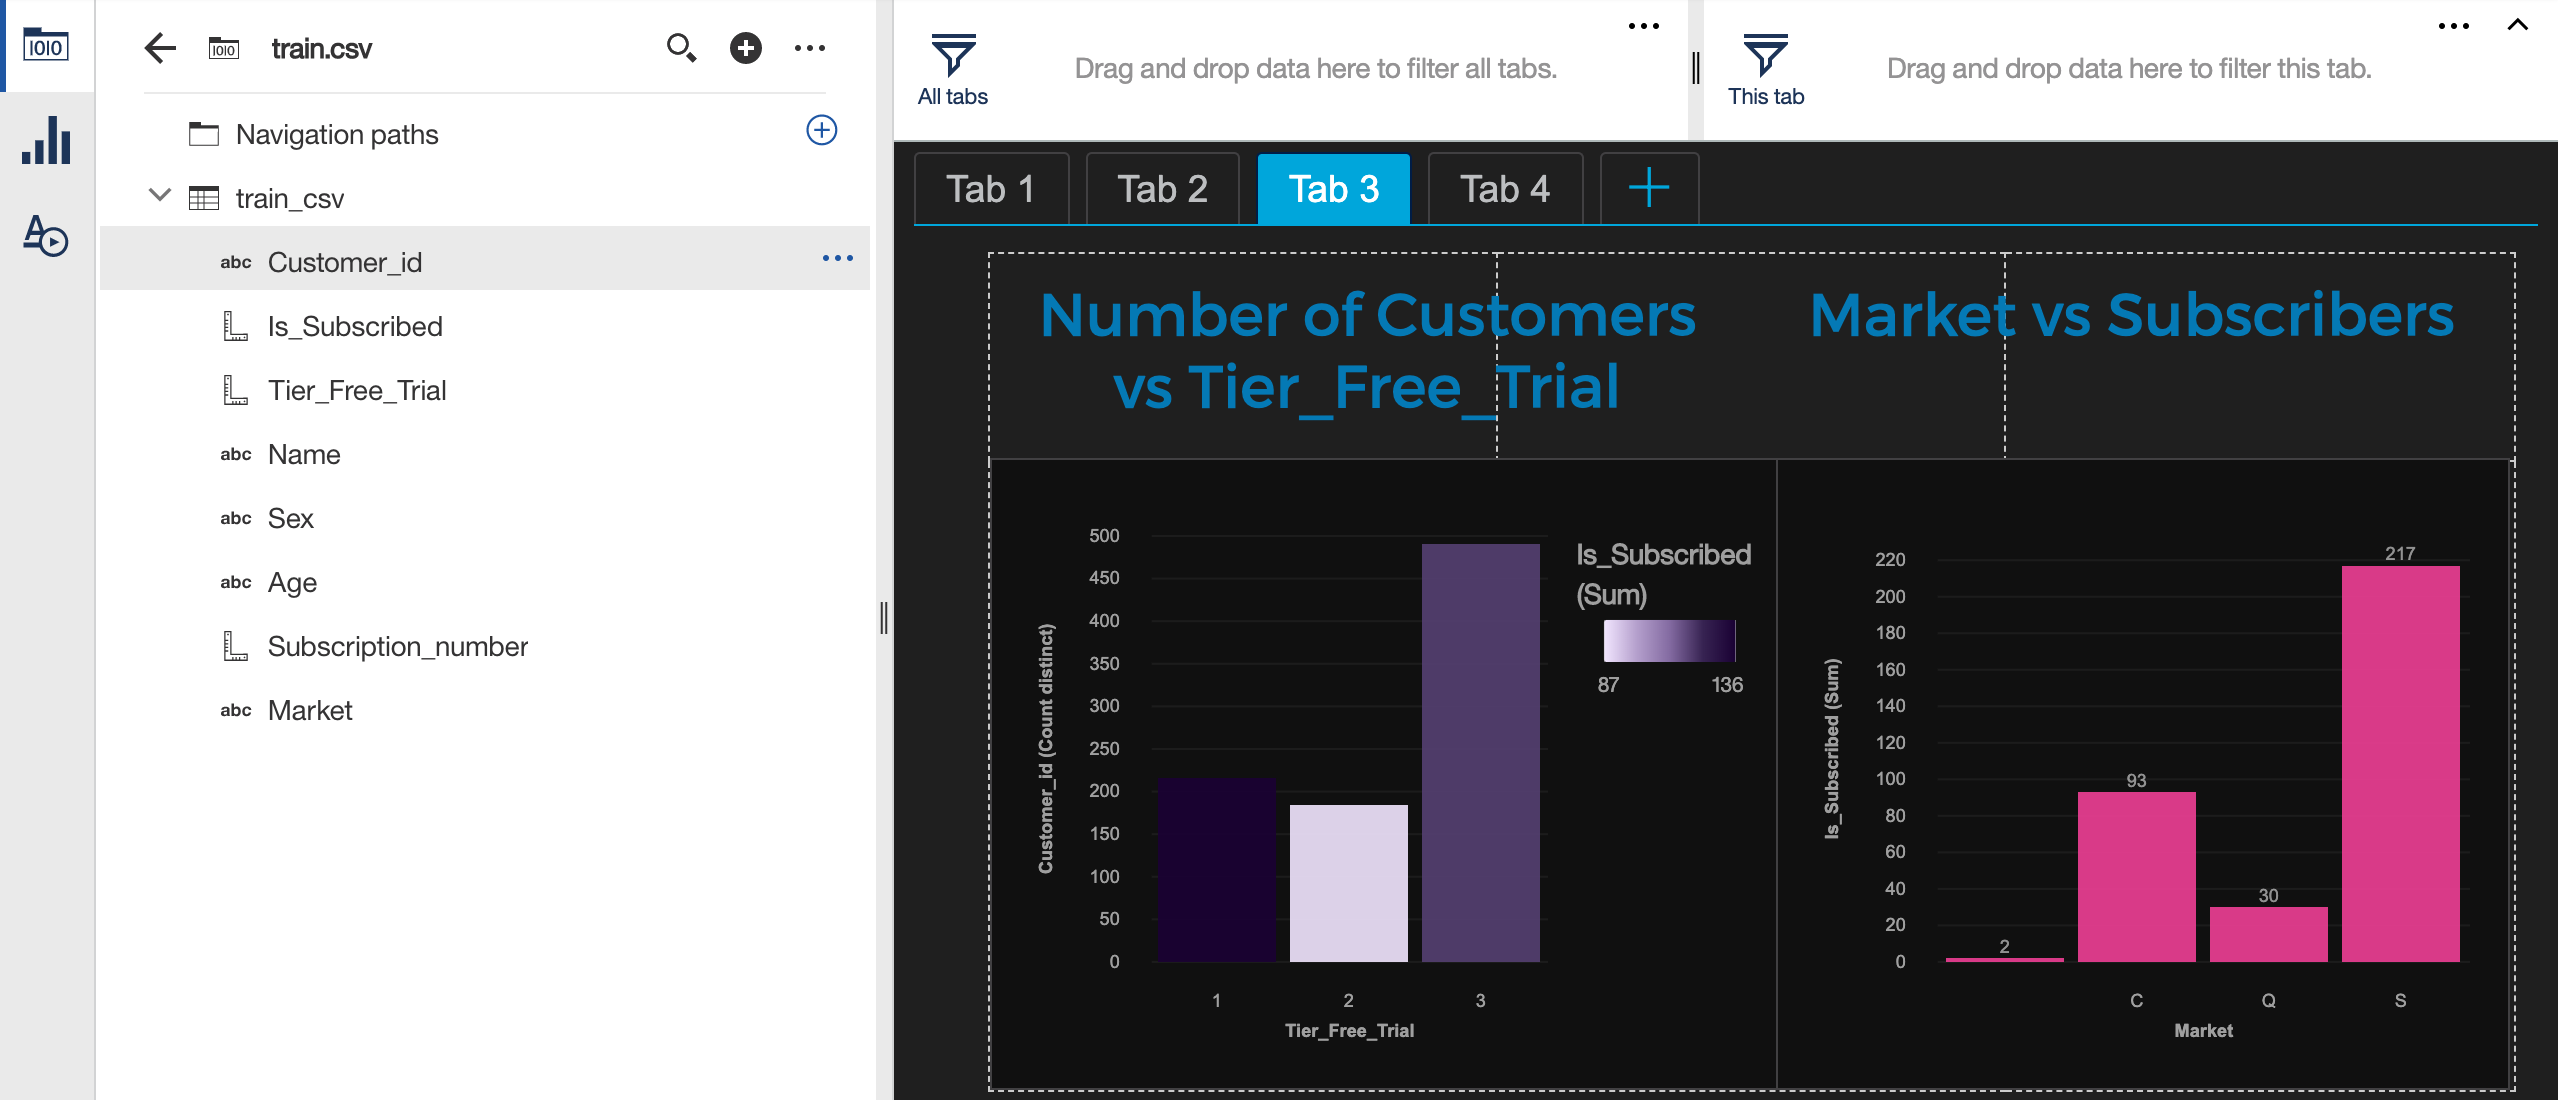 train.csv
Navigation paths
train_csv
abc Customer_id
Is_Subscribed
Tier_Free_Trial
abc Name
abc Sex
abc Age
Subscription_number
abc Market
All tabs
Drag and drop data here to filter all tabs.
This tab
Drag and drop data here to filter this tab.
Tab 1
Tab 2
Tab 3
Tab 4
Number of Customers
vs Tier_Free_Trial
Market vs Subscribers
Customer_id (Count distinct)
500
450
400
350
300
250
200
150
100
50
0
1 2 3
Tier_Free_Trial
Is_Subscribed
(Sum)
87 136
Is_Subscribed (Sum)
220
200
180
160
140
120
100
80
60
40
20
0
2
93
30
217
C Q S
Market